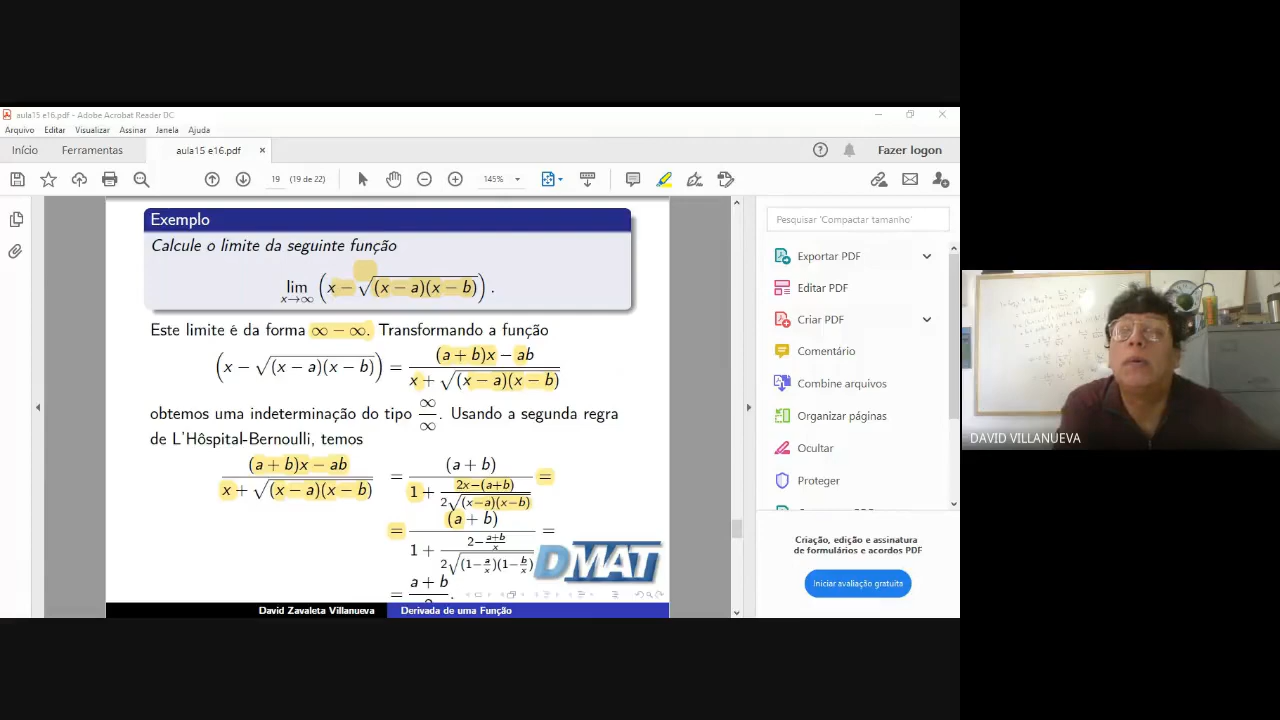 aula15 e16.pdf - Adobe Acrobat Reader DC
Arquivo Editar Visualizar Assinar Janela Ajuda
Início Ferramentas aula15 e16.pdf × Fazer logon
19 (19 de 22) 145%
Exemplo
Calcule o limite da seguinte função
lim x→∞ (x − √(x − a)(x − b)) .
Este limite é da forma ∞ − ∞. Transformando a função
(x − √(x − a)(x − b)) = (a + b)x − ab / x + √(x − a)(x − b)
obtemos uma indeterminação do tipo ∞/∞. Usando a segunda regra
de L'Hôspital-Bernoulli, temos
(a + b)x − ab / x + √(x − a)(x − b) = (a + b) / 1 + 2x−(a+b) / 2√(x−a)(x−b) =
= (a + b) / 1 + 2− a+b/x / 2√(1− a/x)(1− b/x) =
= a + b / 2 .
DMAT
David Zavaleta Villanueva Derivada de uma Função
Pesquisar 'Compactar tamanho'
Exportar PDF
Editar PDF
Criar PDF
Comentário
Combine arquivos
Organizar páginas
Ocultar
Proteger
Criação, edição e assinatura
de formulários e acordos PDF
Iniciar avaliação gratuita
DAVID VILLANUEVA